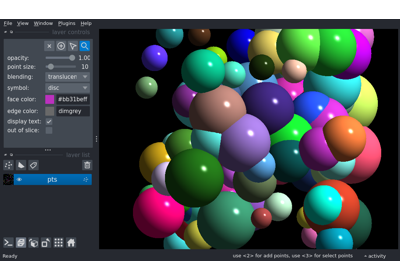 File View Window Plugins Help
layer controls
opacity: 1.00
point size: 10
blending: translucen
symbol: disc
face color: #bb31beff
edge color: dimgrey
display text:
out of slice:
layer list
pts
Ready use <2> for add points, use <3> for select points activity